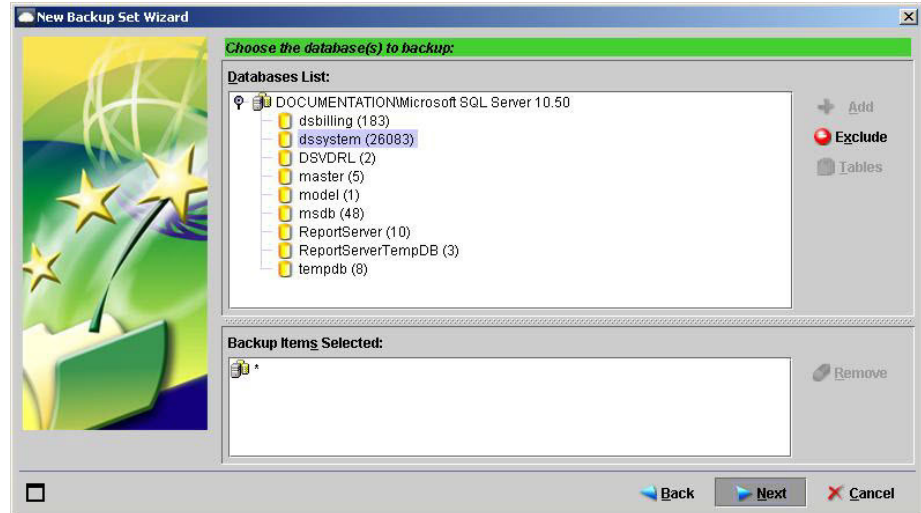 New Backup Set Wizard
Choose the database(s) to backup:
Databases List:
DOCUMENTATION\Microsoft SQL Server 10.50
dsbilling (183)
dssystem (26083)
DSVDRL (2)
master (5)
model (1)
msdb (48)
ReportServer (10)
ReportServerTempDB (3)
tempdb (8)
Add
Exclude
Tables
Backup Items Selected:
*
Remove
Back
Next
Cancel